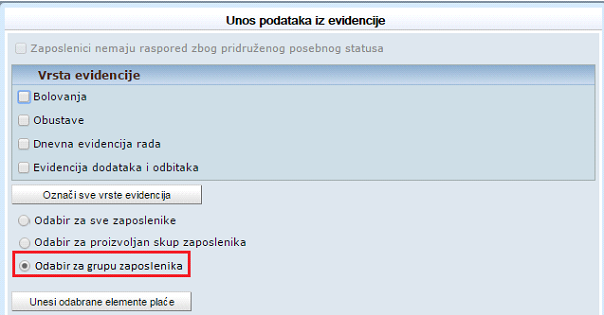 Unos podataka iz evidencije
Zaposlenici nemaju raspored zbog pridruženog posebnog statusa
Vrsta evidencije
Bolovanja
Obustave
Dnevna evidencija rada
Evidencija dodataka i odbitaka
Označi sve vrste evidencija
Odabir za sve zaposlenike
Odabir za proizvoljan skup zaposlenika
Odabir za grupu zaposlenika
Unesi odabrane elemente plaće